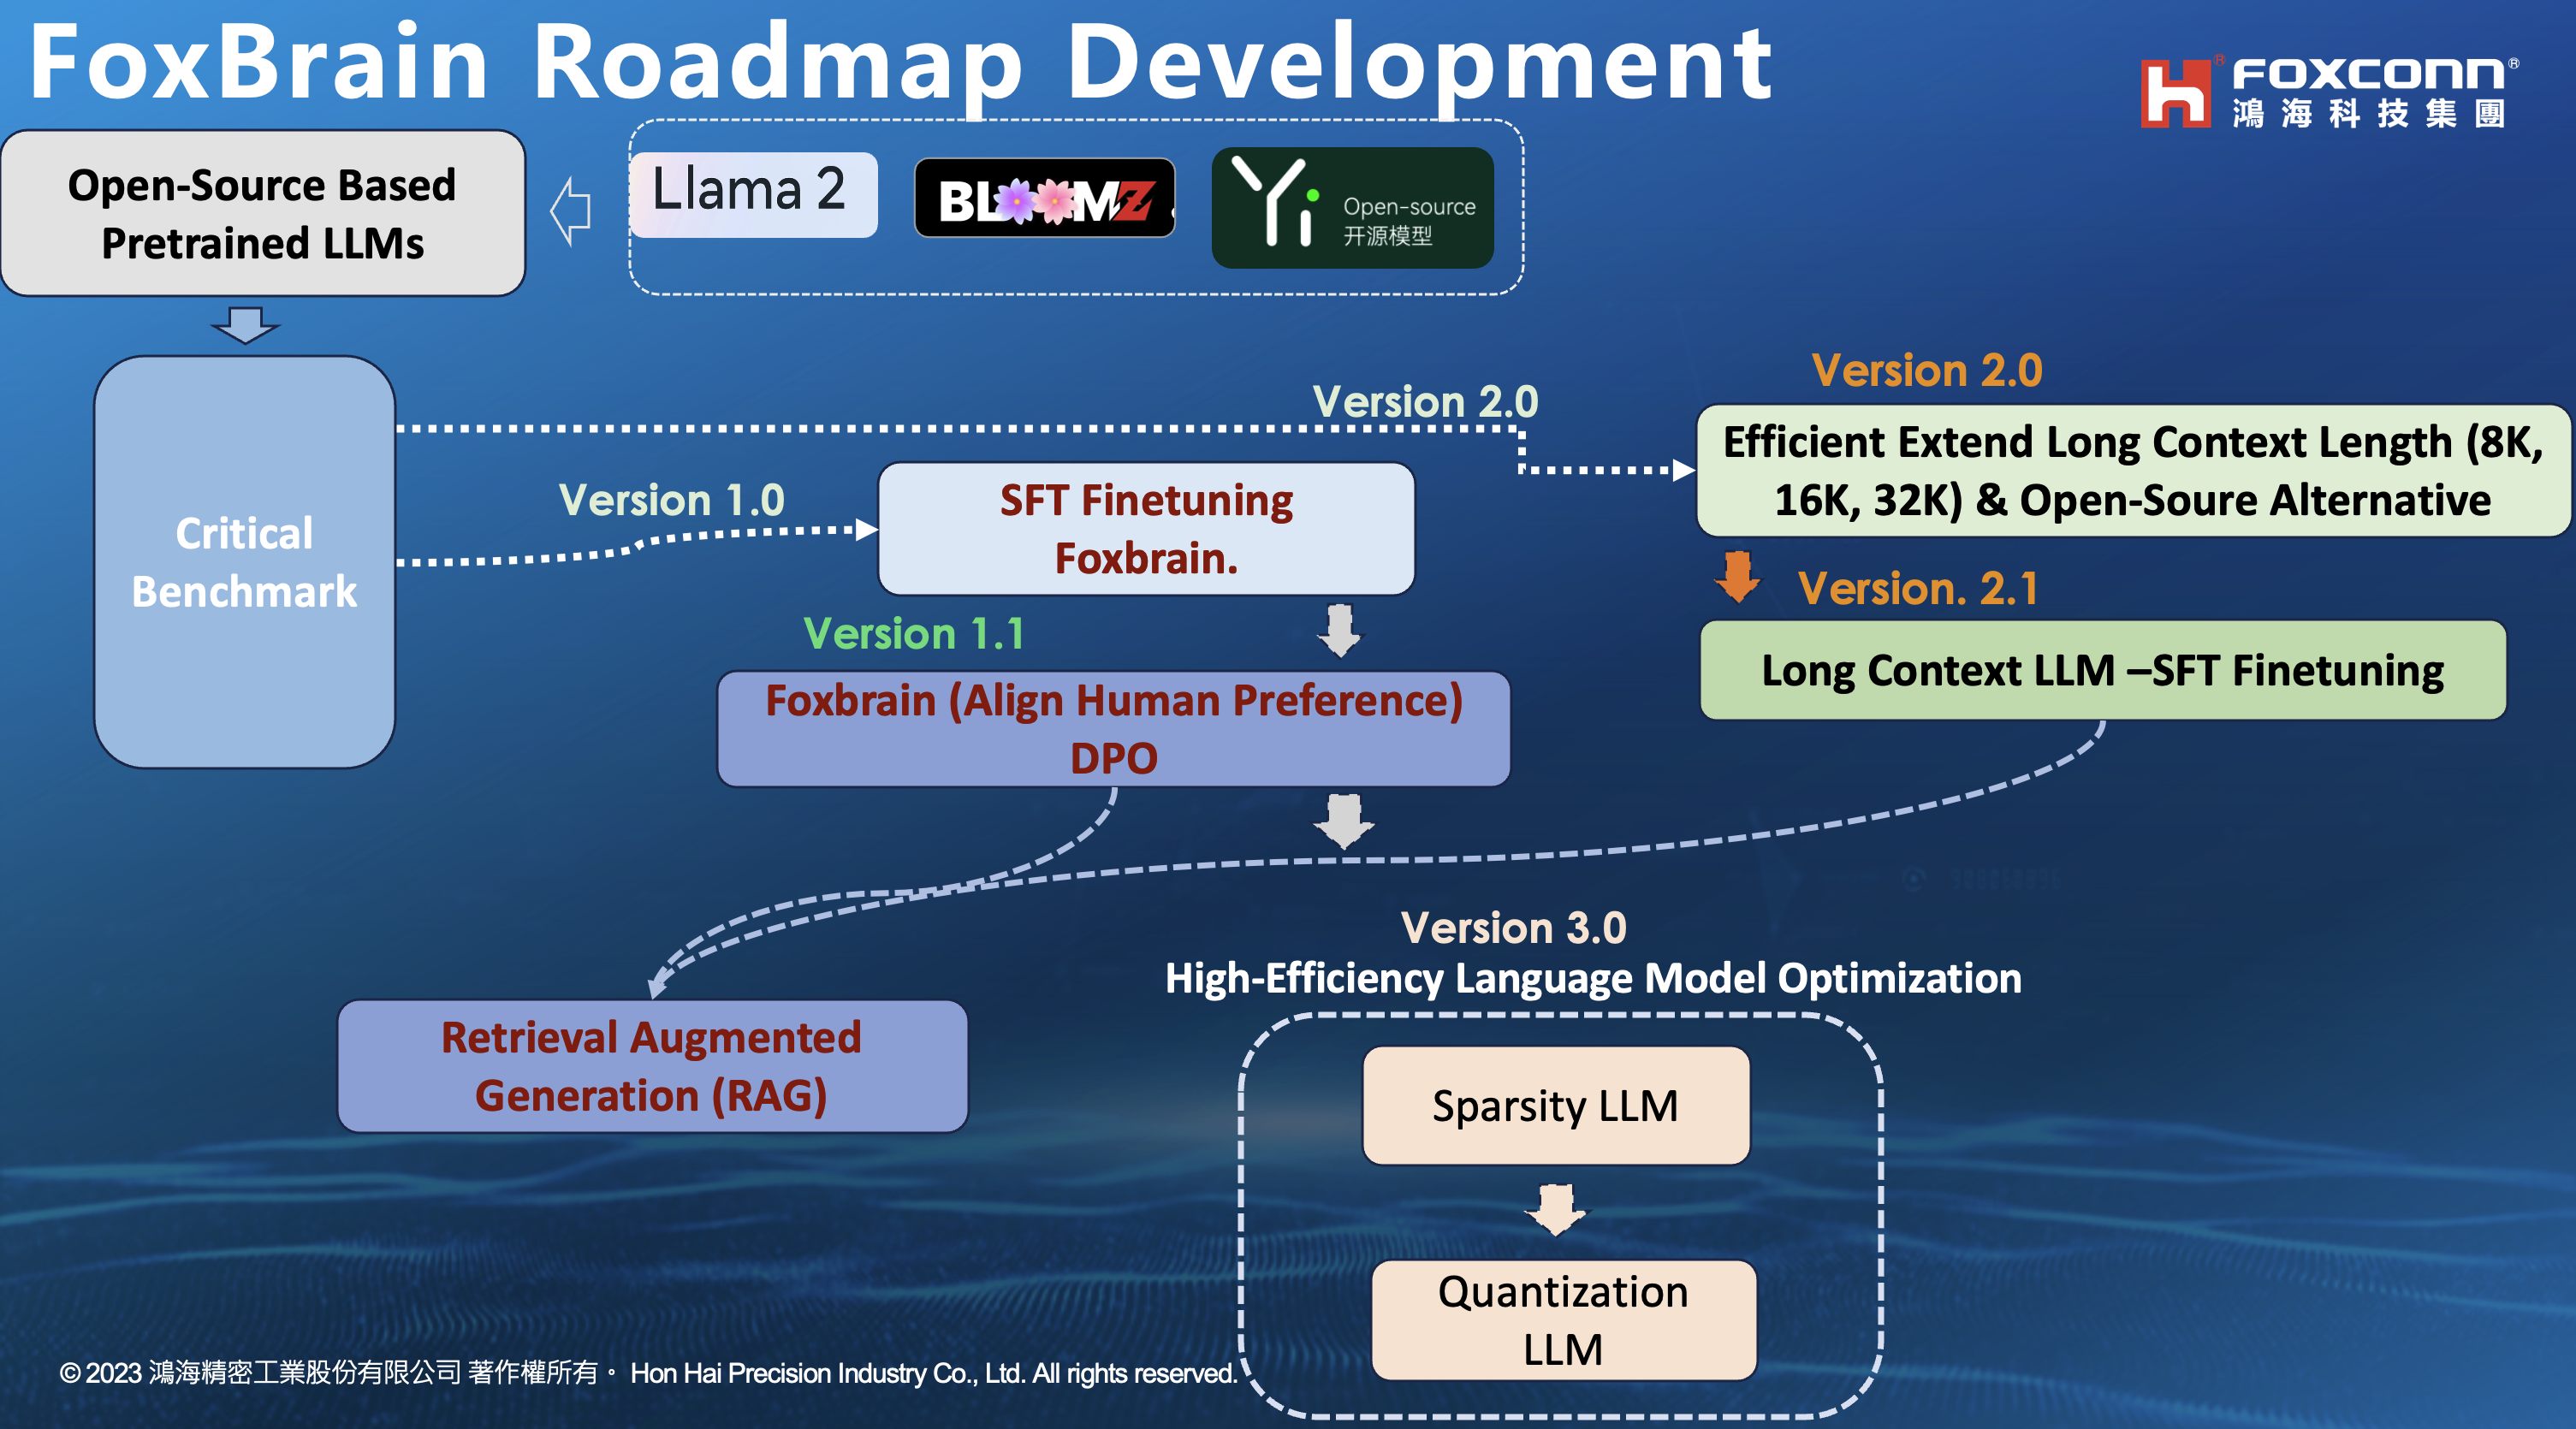 FoxBrain Roadmap Development
FOXCONN®
鴻海科技集團
Open-Source Based
Pretrained LLMs
Llama 2
BLOOMZ
Yi
Open-source
开源模型
Critical
Benchmark
Version 2.0
Version 1.0
SFT Finetuning
Foxbrain.
Version 1.1
Foxbrain (Align Human Preference)
DPO
Version 2.0
Efficient Extend Long Context Length (8K,
16K, 32K) & Open-Soure Alternative
Version. 2.1
Long Context LLM –SFT Finetuning
Retrieval Augmented
Generation (RAG)
Version 3.0
High-Efficiency Language Model Optimization
Sparsity LLM
Quantization
LLM
© 2023 鴻海精密工業股份有限公司 著作權所有。 Hon Hai Precision Industry Co., Ltd. All rights reserved.